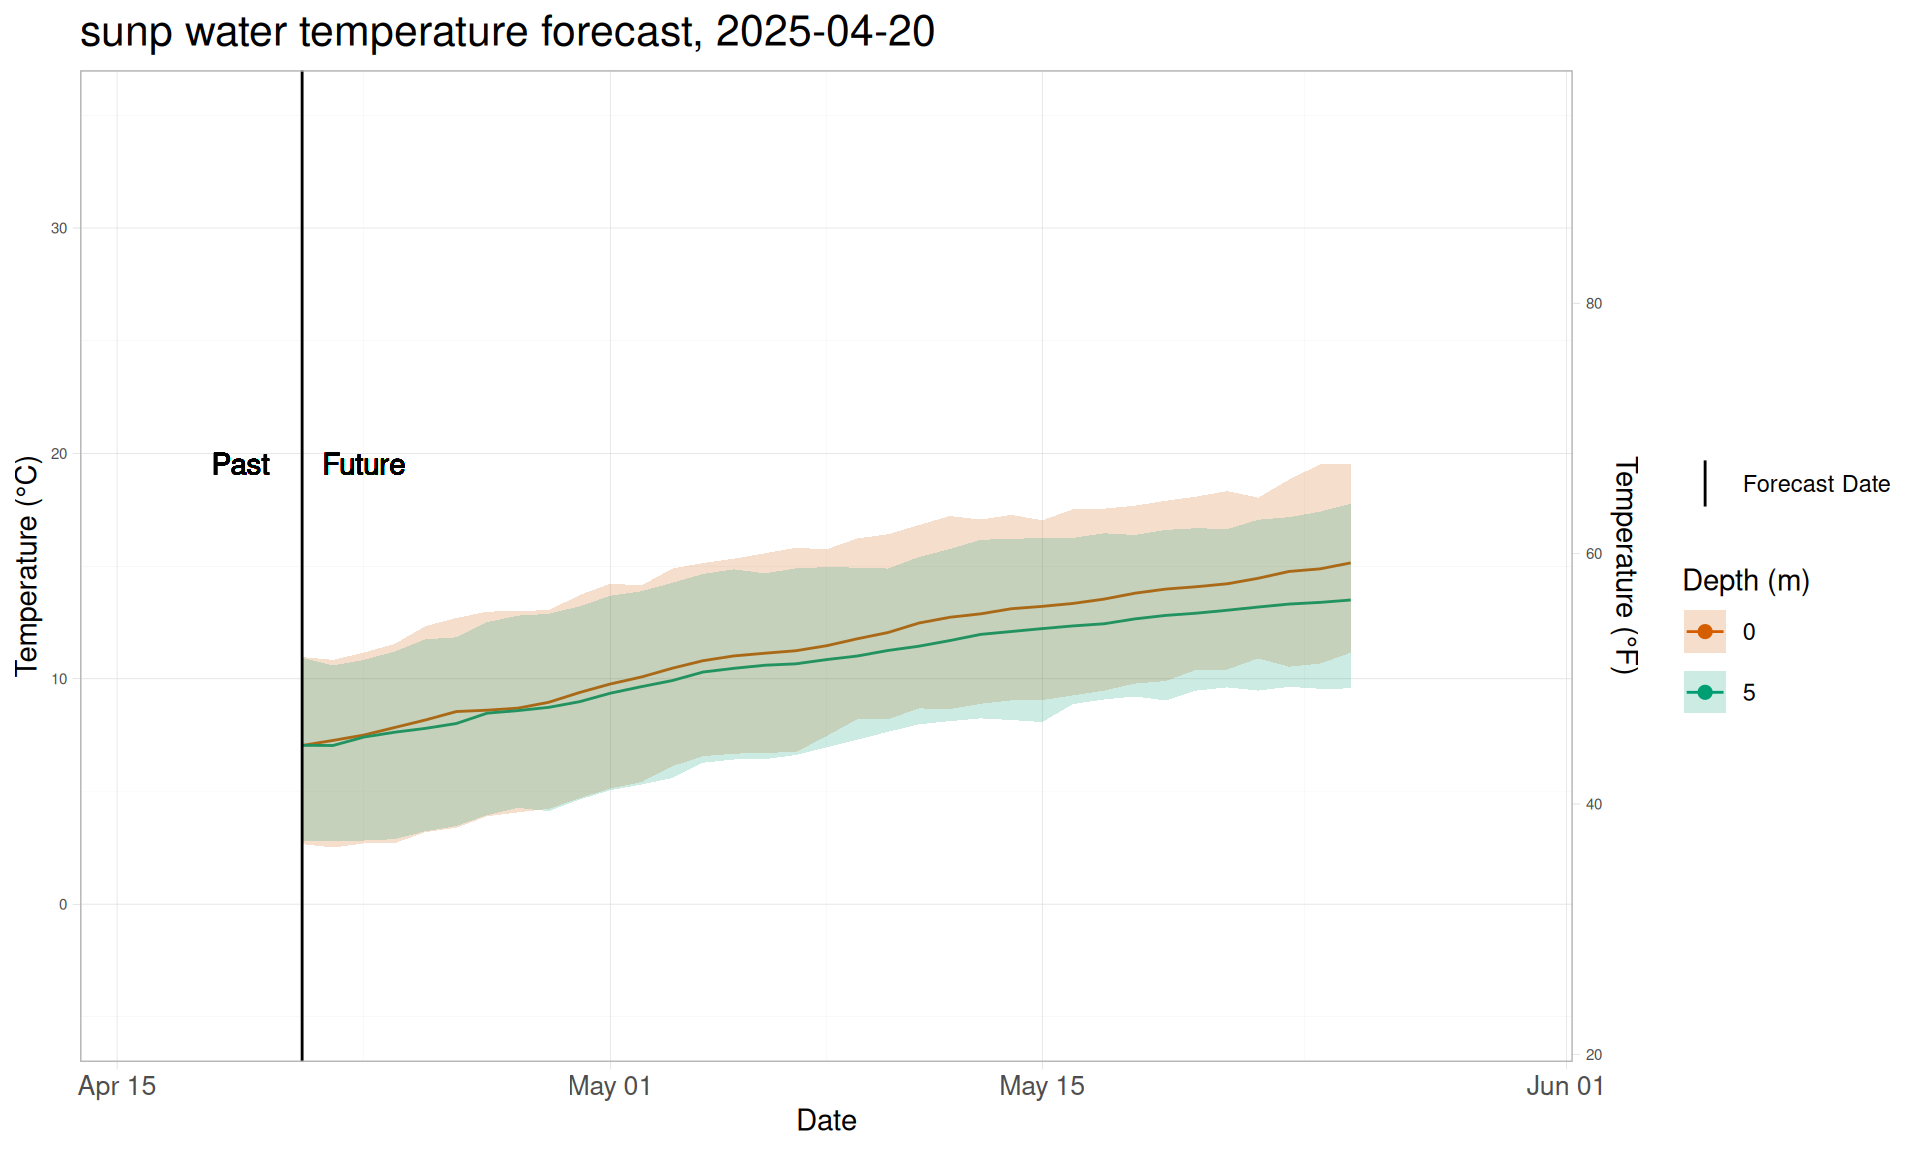 sunp water temperature forecast, 2025-04-20
Temperature (°C)
30
20
10
0
Past
Future
80
60
40
20
Temperature (°F)
Apr 15
May 01
May 15
Jun 01
Date
Forecast Date
Depth (m)
0
5